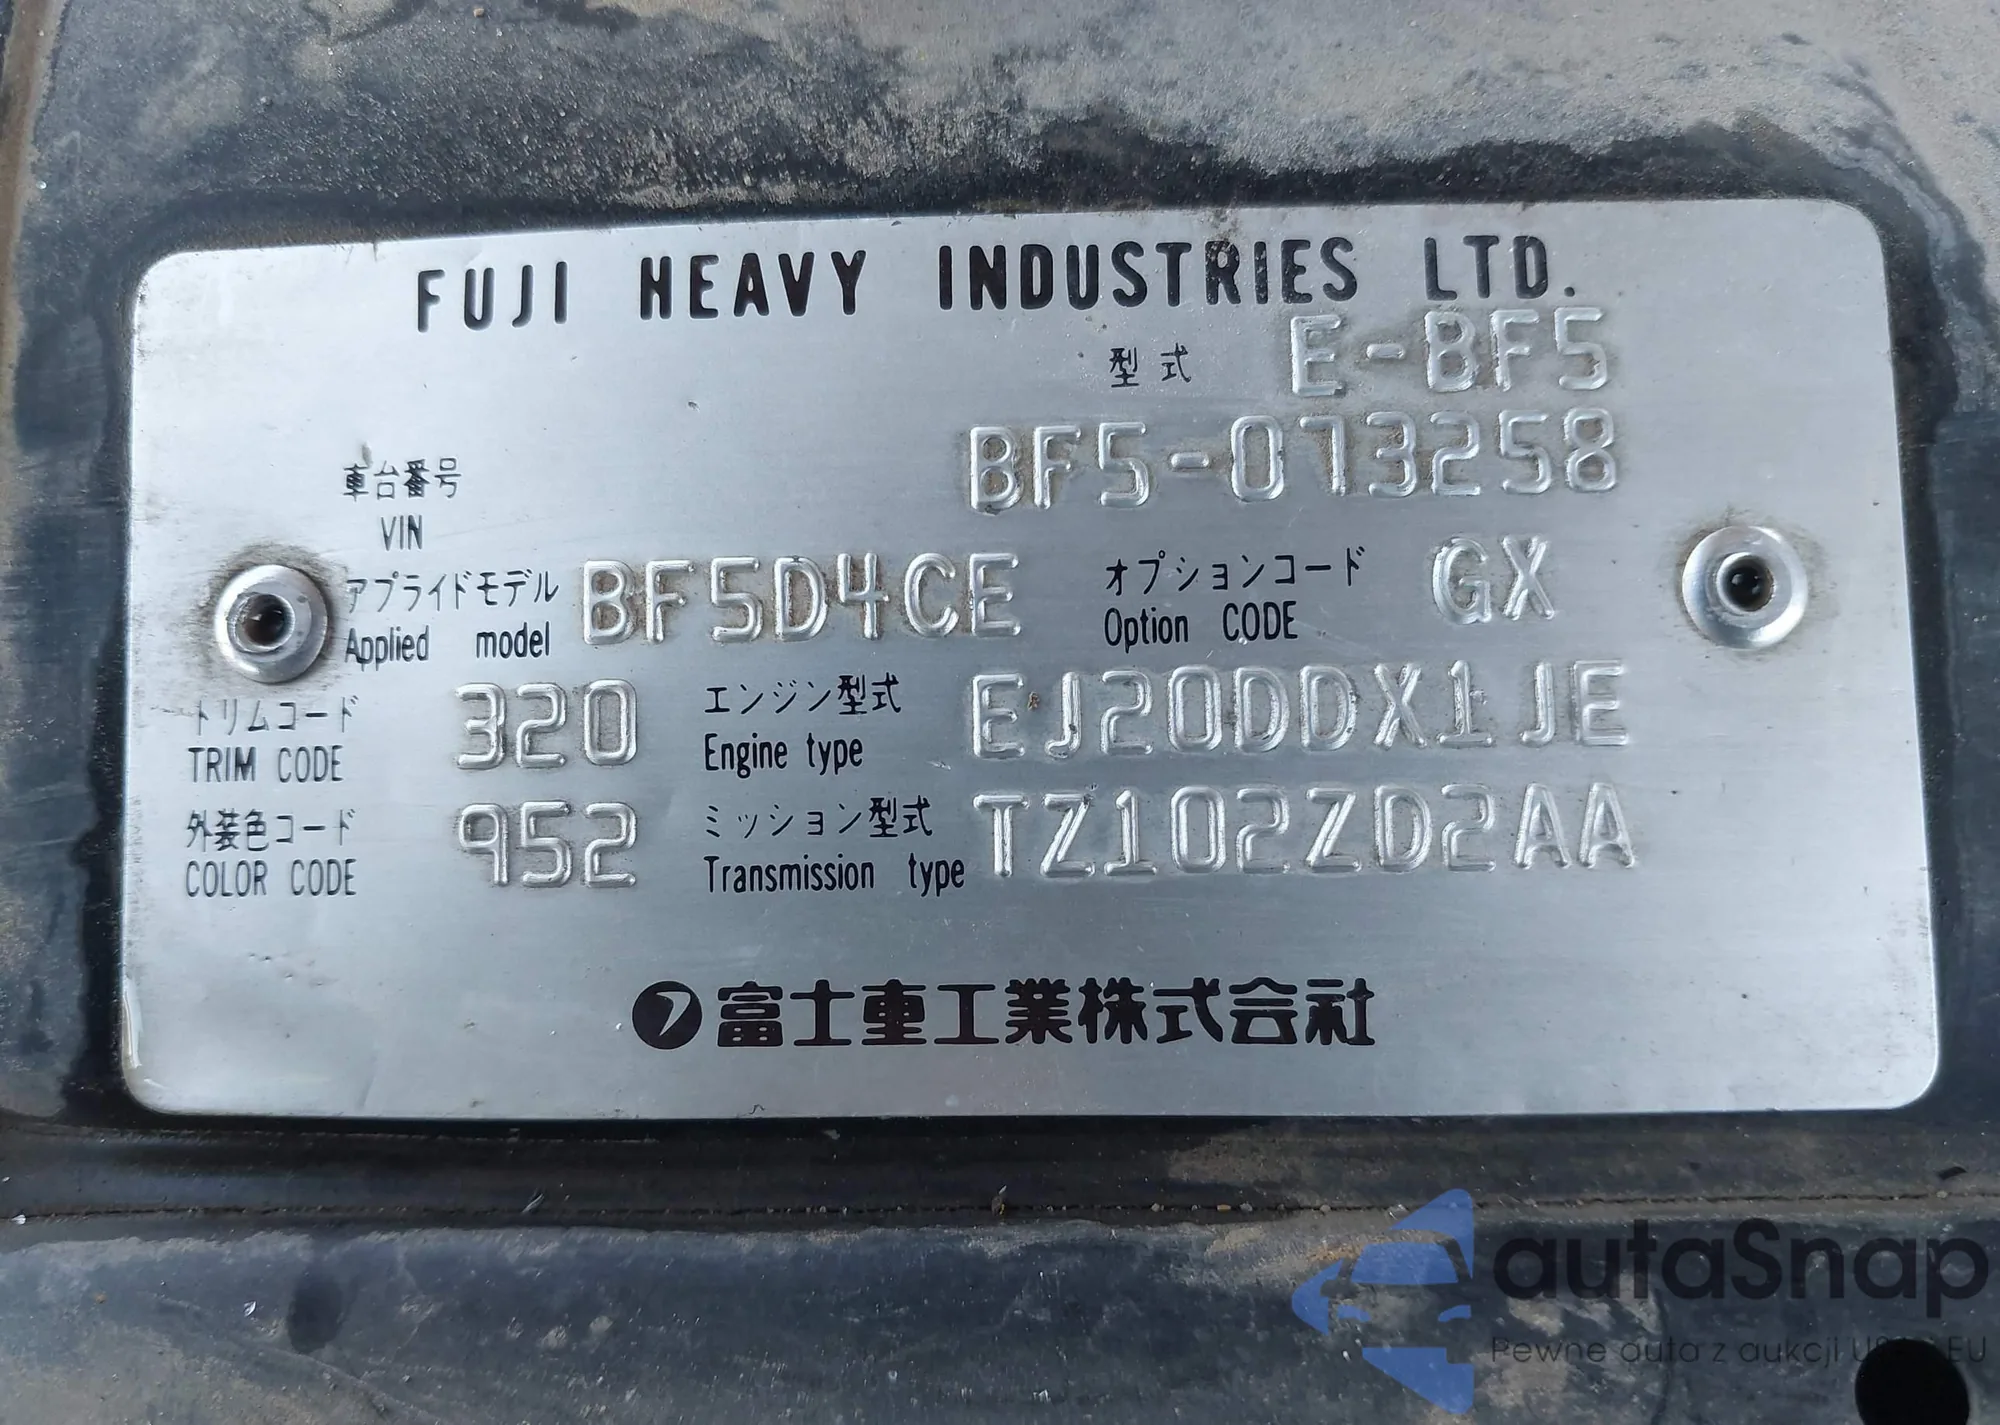 FUJI HEAVY INDUSTRIES LTD.
型式 E-BF5
車台番号 BF5-073258
VIN
アプライドモデル BF5D4CE オプションコード GX
Applied model Option CODE
トリムコード 320 エンジン型式 EJ20DDX1JE
TRIM CODE Engine type
外装色コード 952 ミッション型式 TZ102ZD2AA
COLOR CODE Transmission type
富士重工業株式会社
autaSnap
Pewne auta z aukcji EU